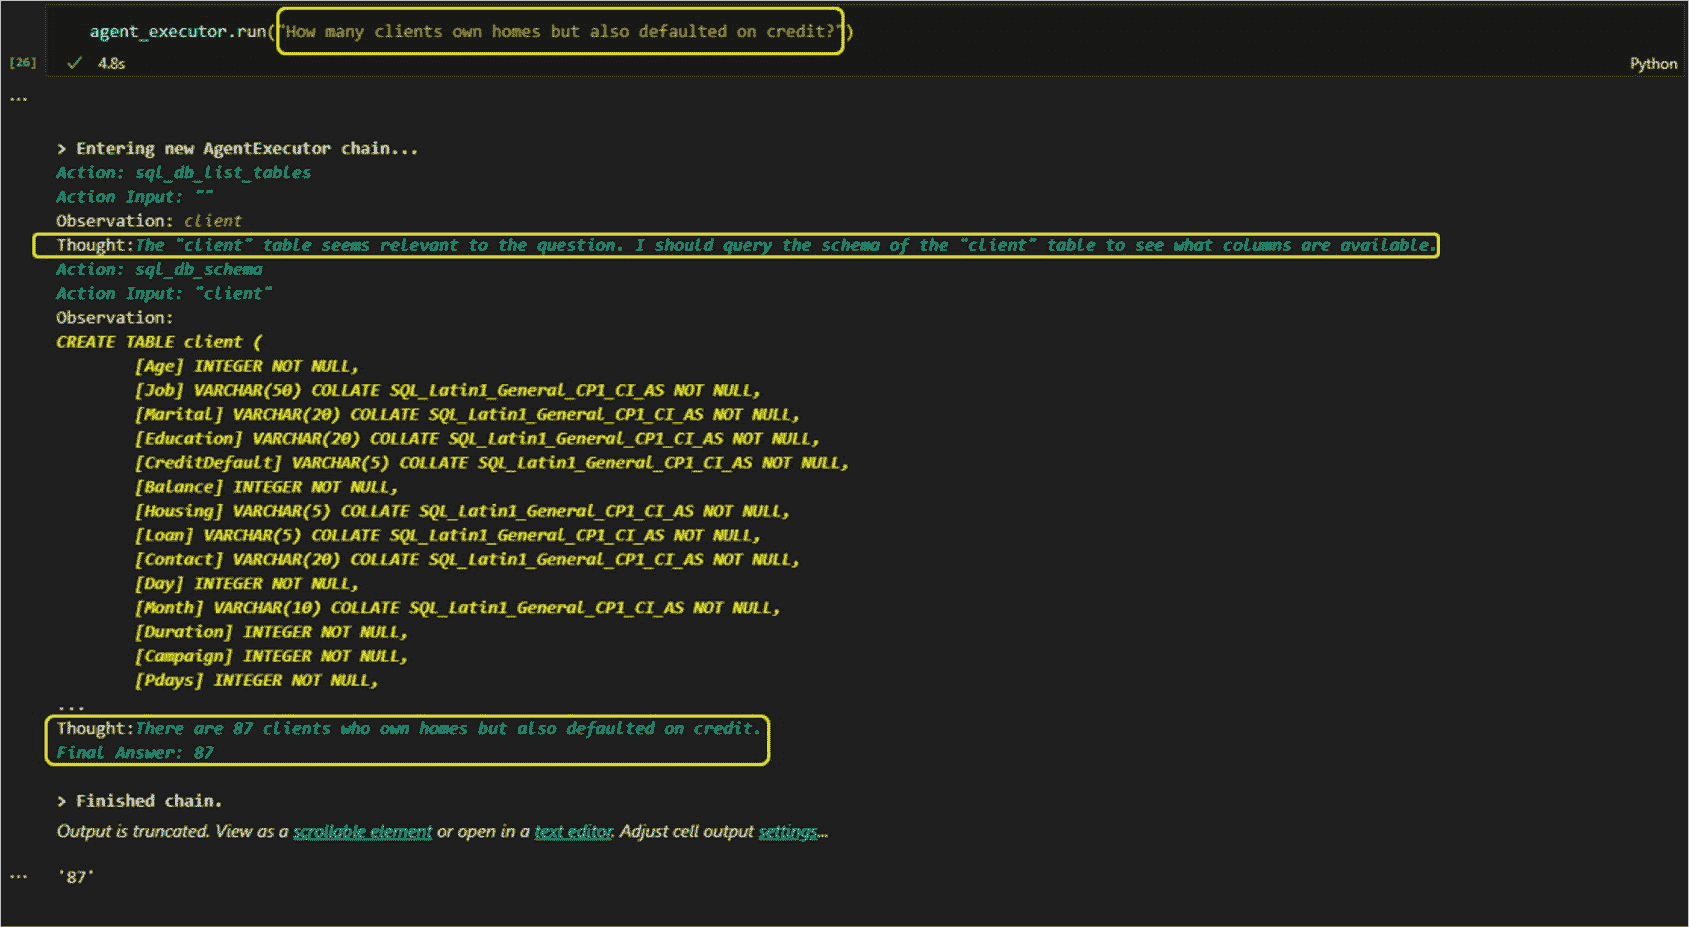 agent_executor.run("How many clients own homes but also defaulted on credit?")
[26] ✓ 4.8s Python
...
> Entering new AgentExecutor chain...
Action: sql_db_list_tables
Action Input: ""
Observation: client
Thought:The "client" table seems relevant to the question. I should query the schema of the "client" table to see what columns are available.
Action: sql_db_schema
Action Input: "client"
Observation:
CREATE TABLE client (
[Age] INTEGER NOT NULL,
[Job] VARCHAR(50) COLLATE SQL_Latin1_General_CP1_CI_AS NOT NULL,
[Marital] VARCHAR(20) COLLATE SQL_Latin1_General_CP1_CI_AS NOT NULL,
[Education] VARCHAR(20) COLLATE SQL_Latin1_General_CP1_CI_AS NOT NULL,
[CreditDefault] VARCHAR(5) COLLATE SQL_Latin1_General_CP1_CI_AS NOT NULL,
[Balance] INTEGER NOT NULL,
[Housing] VARCHAR(5) COLLATE SQL_Latin1_General_CP1_CI_AS NOT NULL,
[Loan] VARCHAR(5) COLLATE SQL_Latin1_General_CP1_CI_AS NOT NULL,
[Contact] VARCHAR(20) COLLATE SQL_Latin1_General_CP1_CI_AS NOT NULL,
[Day] INTEGER NOT NULL,
[Month] VARCHAR(10) COLLATE SQL_Latin1_General_CP1_CI_AS NOT NULL,
[Duration] INTEGER NOT NULL,
[Campaign] INTEGER NOT NULL,
[Pdays] INTEGER NOT NULL,
...
Thought:There are 87 clients who own homes but also defaulted on credit.
Final Answer: 87
> Finished chain.
Output is truncated. View as a scrollable element or open in a text editor. Adjust cell output settings...
... '87'